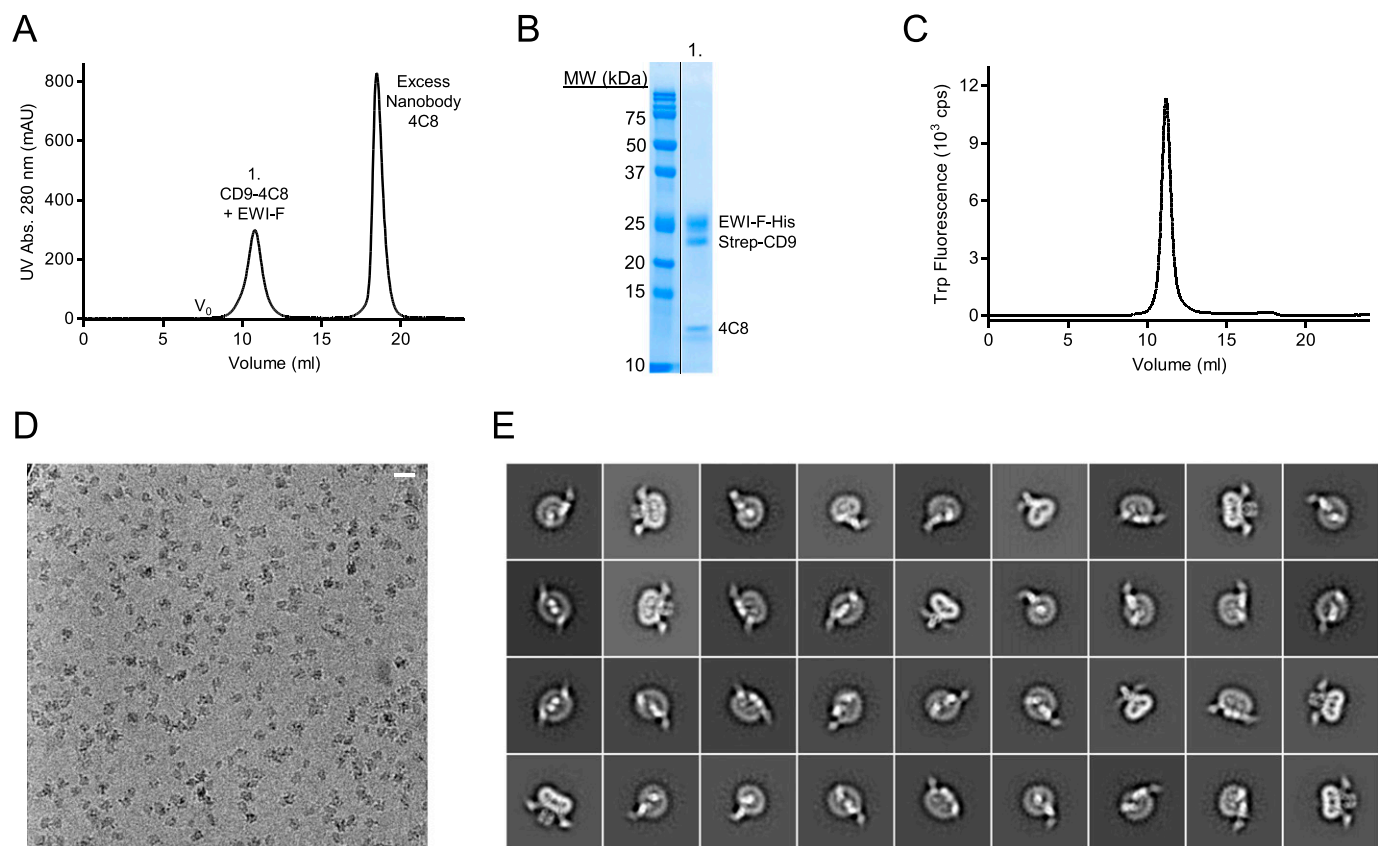 A
B
C
UV Abs. 280 nm (mAU)
800
600
400
200
0
0
5
10
15
20
Volume (ml)
V0
1.
CD9-4C8
+ EWI-F
Excess
Nanobody
4C8
1.
MW (kDa)
75
50
37
25
20
15
10
EWI-F-His
Strep-CD9
4C8
Trp Fluorescence (10³ cps)
12
9
6
3
0
0
5
10
15
20
Volume (ml)
D
E